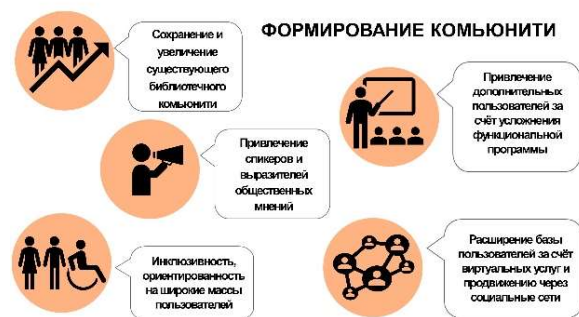 ФОРМИРОВАНИЕ КОМЬЮНИТИ
Сохранение и
увеличение
существующего
библиотечного
комьюнити
Привлечение
дополнительных
пользователей за
счёт усложнения
функциональной
программы
Привлечение
спикеров и
выразителей
общественных
мнений
Инклюзивность,
ориентированность
на широкие массы
пользователей
Расширение базы
пользователей за счёт
виртуальных услуг и
продвижению через
социальные сети